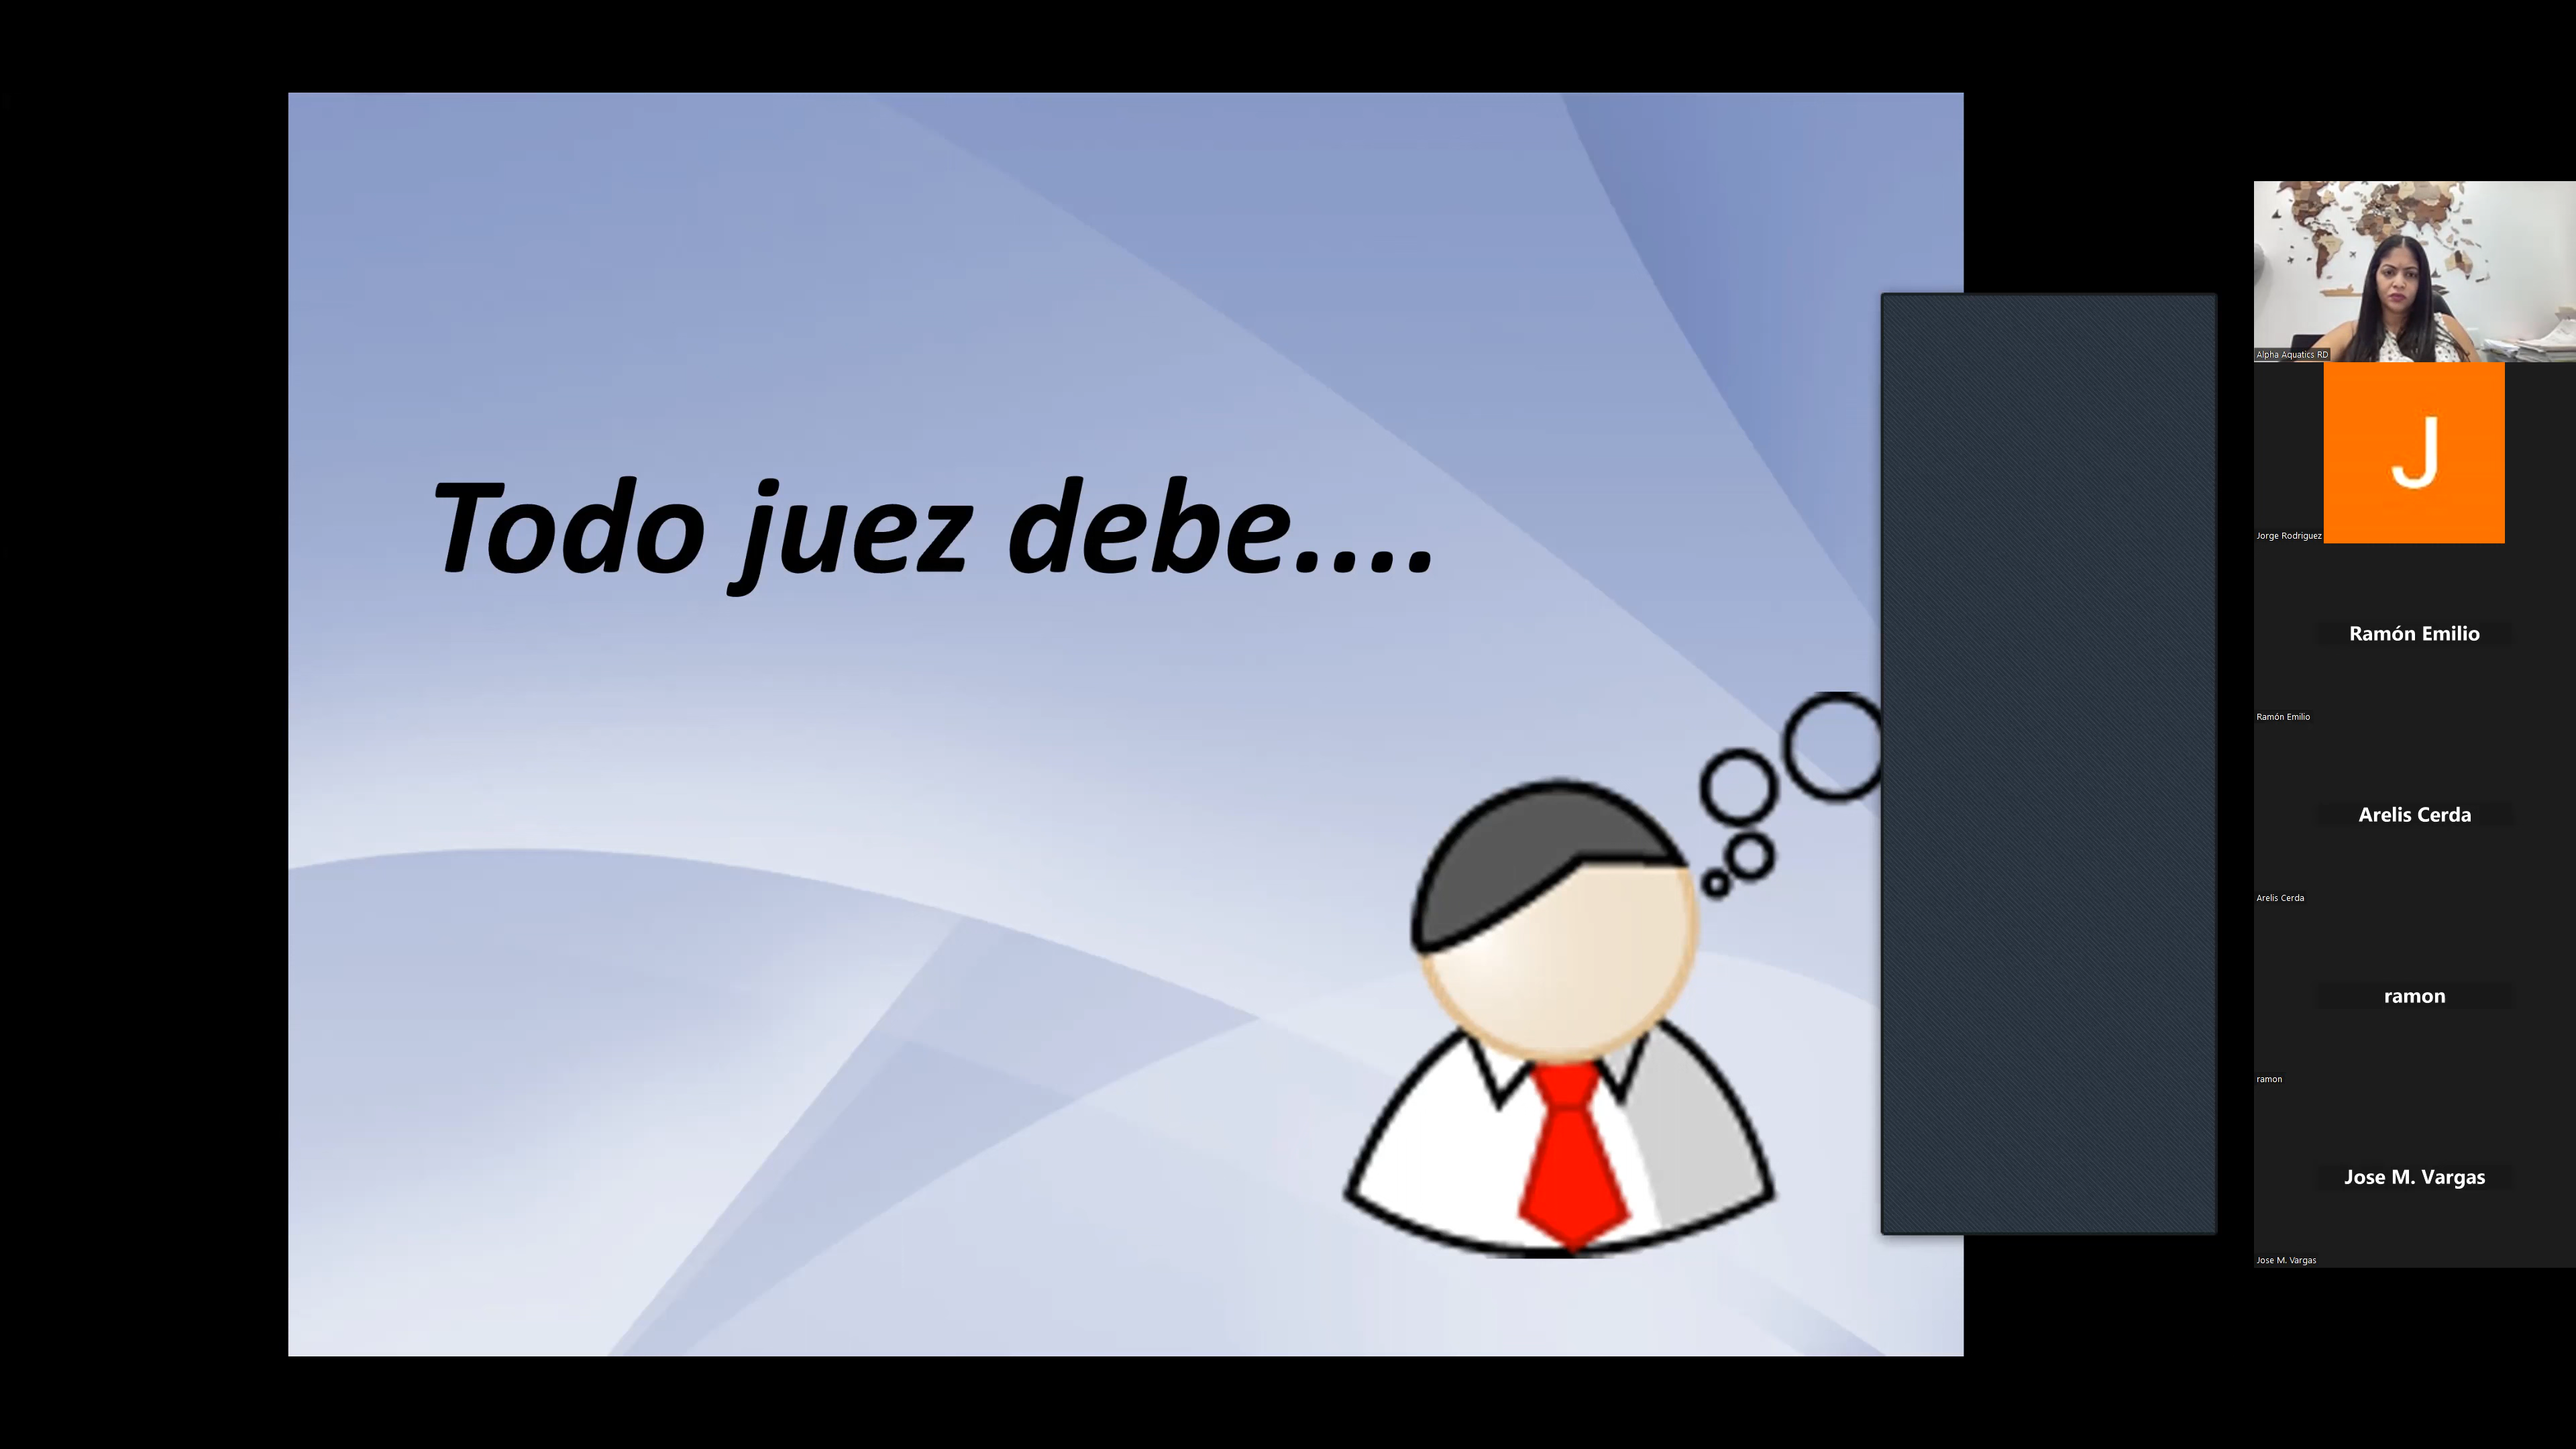 Todo juez debe....
Alpha Aquatics RD
J
Jorge Rodriguez
Ramón Emilio
Ramón Emilio
Arelis Cerda
Arelis Cerda
ramon
ramon
Jose M. Vargas
Jose M. Vargas